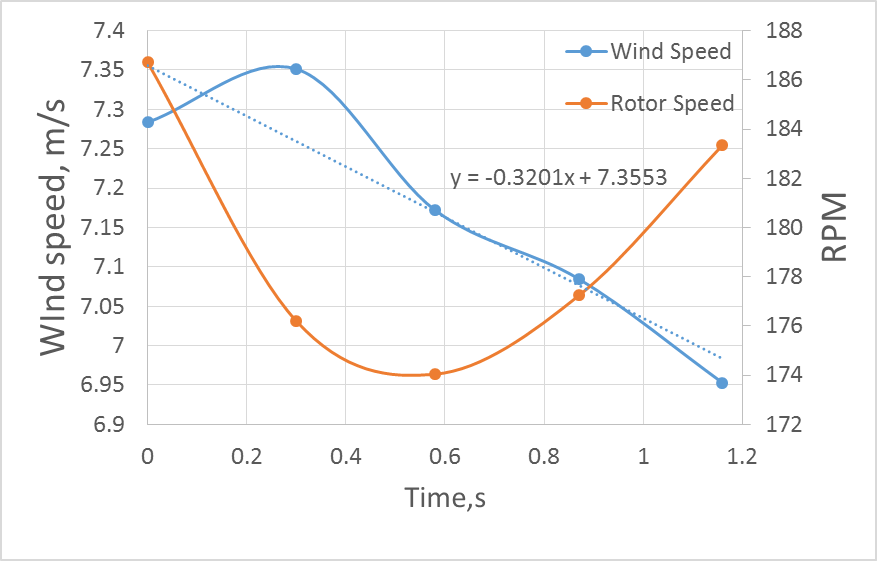 7.4
7.35
7.3
7.25
7.2
7.15
7.1
7.05
7
6.95
6.9
WInd speed, m/s
188
186
184
182
180
178
176
174
172
RPM
Wind Speed
Rotor Speed
y = -0.3201x + 7.3553
0 0.2 0.4 0.6 0.8 1 1.2
Time,s